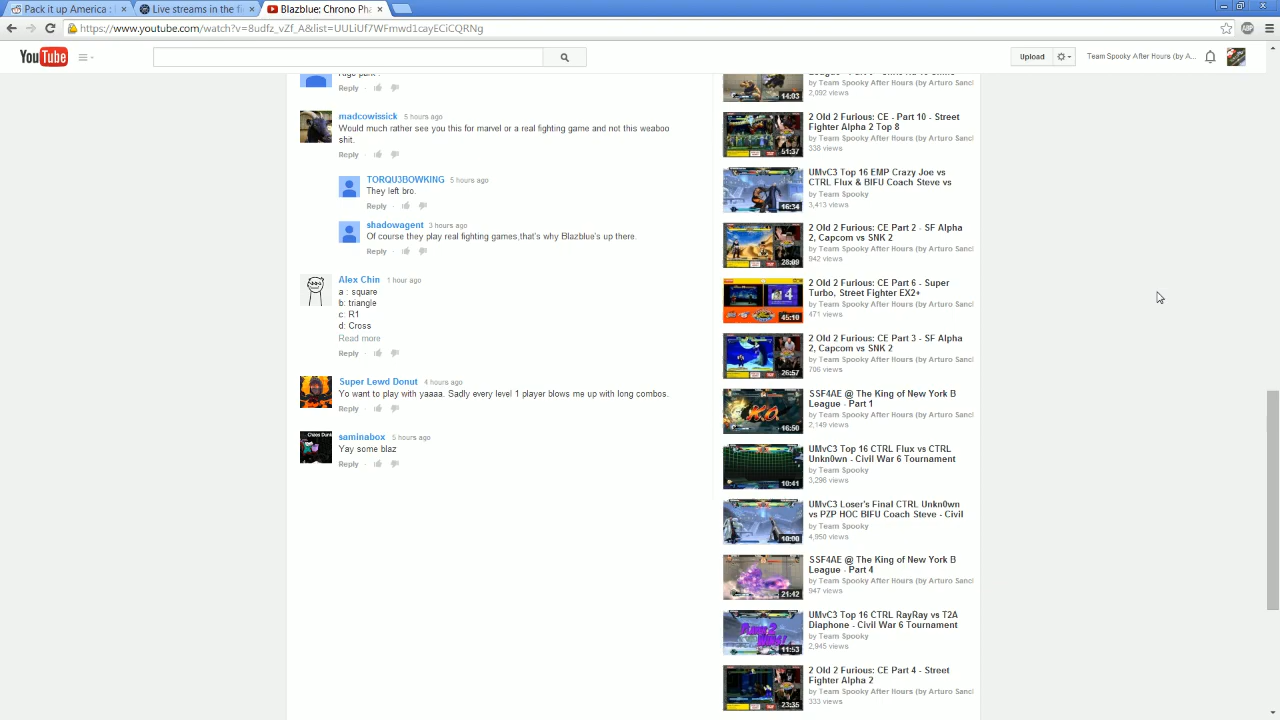 Pack it up America :
Live streams in the fi
Blazblue: Chrono Pha
https://www.youtube.com/watch?v=8udfz_vZf_A&list=UULiUf7WFmwd1cayECiCQRNg
ABP
YouTube
Upload
Team Spooky After Hours (by A...
Reply
madcowissick 5 hours ago
Would much rather see you this for marvel or a real fighting game and not this weaboo
shit.
Reply
TORQU3BOWKING 5 hours ago
They left bro.
Reply
shadowagent 3 hours ago
Of course they play real fighting games,that's why Blazblue's up there.
Reply
Alex Chin 1 hour ago
a : square
b: triangle
c: R1
d: Cross
Read more
Reply
Super Lewd Donut 4 hours ago
Yo want to play with yaaaa. Sadly every level 1 player blows me up with long combos.
Reply
saminabox 5 hours ago
Yay some blaz
Reply
by Team Spooky After Hours (by Arturo Sancl
2,092 views
14:03
2 Old 2 Furious: CE - Part 10 - Street
Fighter Alpha 2 Top 8
by Team Spooky After Hours (by Arturo Sancl
338 views
51:37
UMvC3 Top 16 EMP Crazy Joe vs
CTRL Flux & BIFU Coach Steve vs
by Team Spooky
3,413 views
16:34
2 Old 2 Furious: CE Part 2 - SF Alpha
2, Capcom vs SNK 2
by Team Spooky After Hours (by Arturo Sancl
942 views
28:09
2 Old 2 Furious: CE Part 6 - Super
Turbo, Street Fighter EX2+
by Team Spooky After Hours (by Arturo Sancl
471 views
45:10
2 Old 2 Furious: CE Part 3 - SF Alpha
2, Capcom vs SNK 2
by Team Spooky After Hours (by Arturo Sancl
706 views
26:57
SSF4AE @ The King of New York B
League - Part 1
by Team Spooky After Hours (by Arturo Sancl
2,149 views
K.O.
16:50
UMvC3 Top 16 CTRL Flux vs CTRL
Unkn0wn - Civil War 6 Tournament
by Team Spooky
3,296 views
10:41
UMvC3 Loser's Final CTRL Unkn0wn
vs PZP HOC BIFU Coach Steve - Civil
by Team Spooky
4,950 views
10:00
SSF4AE @ The King of New York B
League - Part 4
by Team Spooky After Hours (by Arturo Sancl
947 views
21:42
UMvC3 Top 16 CTRL RayRay vs T2A
Diaphone - Civil War 6 Tournament
by Team Spooky
2,945 views
11:53
2 Old 2 Furious: CE Part 4 - Street
Fighter Alpha 2
by Team Spooky After Hours (by Arturo Sancl
333 views
23:35